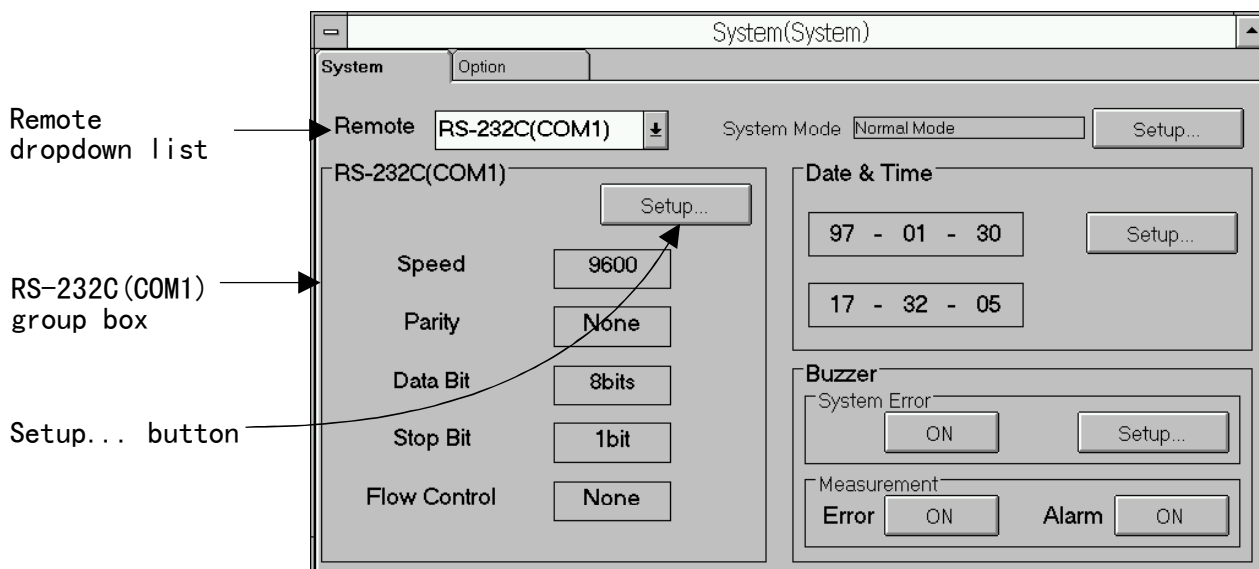 System(System)
System
Option
Remote
dropdown list
Remote
RS-232C(COM1)
System Mode
Normal Mode
Setup...
RS-232C(COM1)
group box
Setup... button
RS-232C(COM1)
Setup...
Speed
9600
Parity
None
Data Bit
8bits
Stop Bit
1bit
Flow Control
None
Date & Time
97 - 01 - 30
Setup...
17 - 32 - 05
Buzzer
System Error
ON
Setup...
Measurement
Error
ON
Alarm
ON